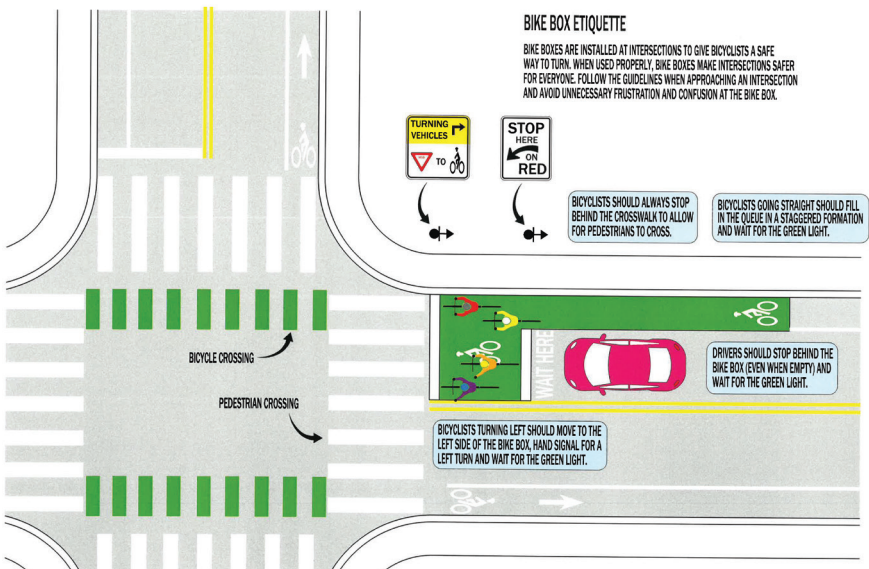 BIKE BOX ETIQUETTE
BIKE BOXES ARE INSTALLED AT INTERSECTIONS TO GIVE BICYCLISTS A SAFE
WAY TO TURN. WHEN USED PROPERLY, BIKE BOXES MAKE INTERSECTIONS SAFER
FOR EVERYONE. FOLLOW THE GUIDELINES WHEN APPROACHING AN INTERSECTION
AND AVOID UNNECESSARY FRUSTRATION AND CONFUSION AT THE BIKE BOX.
TURNING
VEHICLES
TO
STOP
HERE
ON
RED
BICYCLISTS SHOULD ALWAYS STOP
BEHIND THE CROSSWALK TO ALLOW
FOR PEDESTRIANS TO CROSS.
BICYCLISTS GOING STRAIGHT SHOULD FILL
IN THE QUEUE IN A STAGGERED FORMATION
AND WAIT FOR THE GREEN LIGHT.
BICYCLE CROSSING
WAIT HERE
DRIVERS SHOULD STOP BEHIND THE
BIKE BOX (EVEN WHEN EMPTY) AND
WAIT FOR THE GREEN LIGHT.
PEDESTRIAN CROSSING
BICYCLISTS TURNING LEFT SHOULD MOVE TO THE
LEFT SIDE OF THE BIKE BOX, HAND SIGNAL FOR A
LEFT TURN AND WAIT FOR THE GREEN LIGHT.